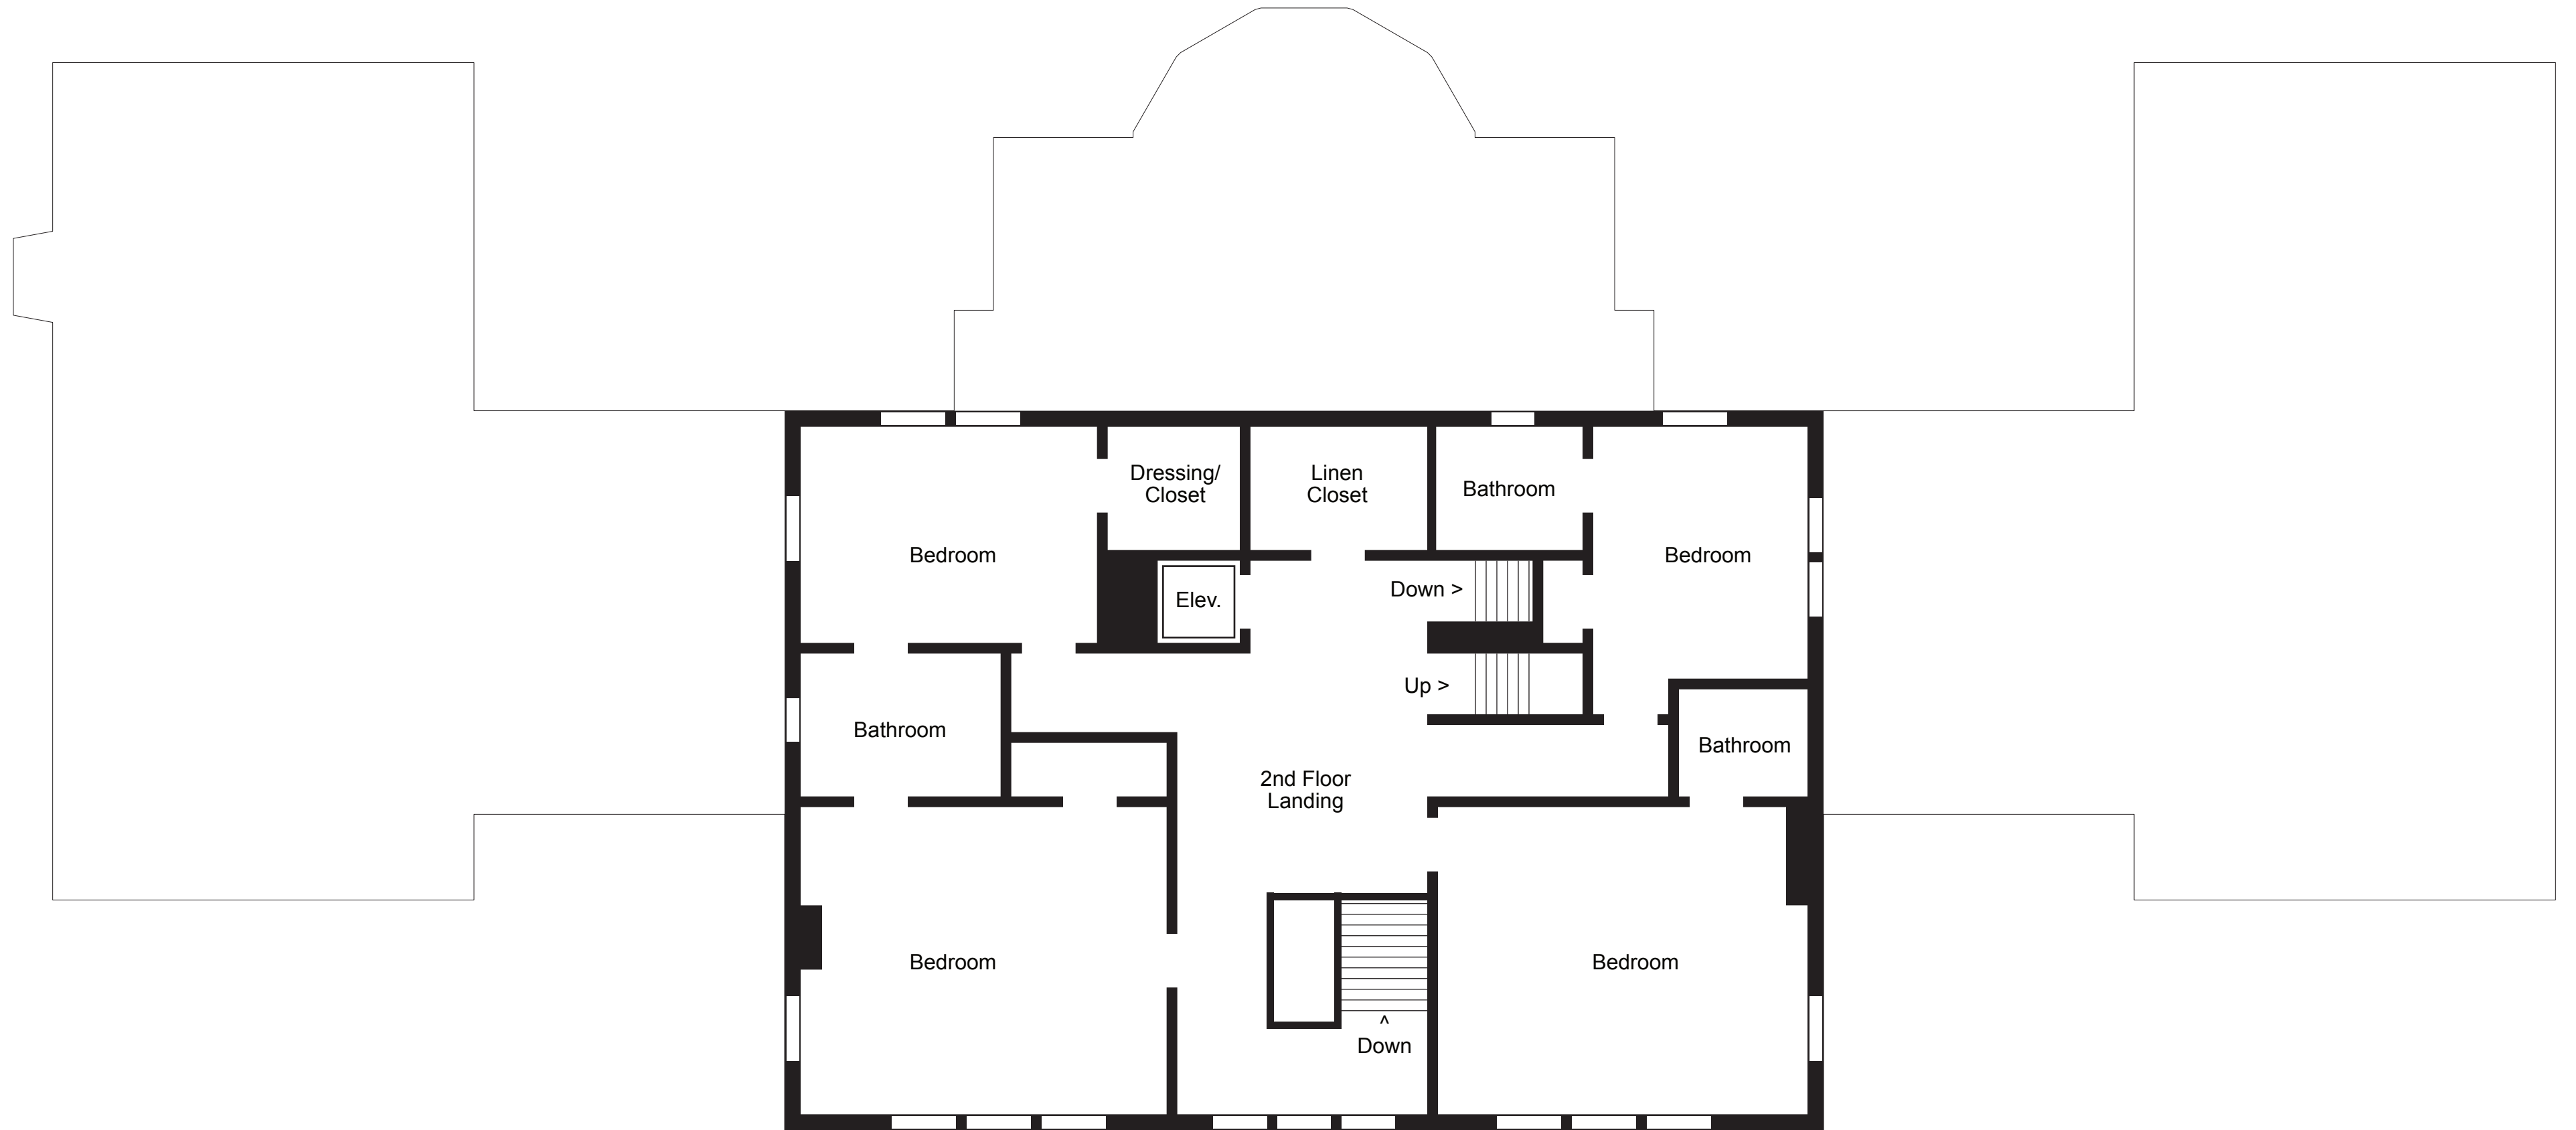 Dressing/
Closet
Linen
Closet
Bathroom
Bedroom
Bedroom
Elev.
Down >
Up >
Bathroom
Bathroom
2nd Floor
Landing
Bedroom
Bedroom
^
Down